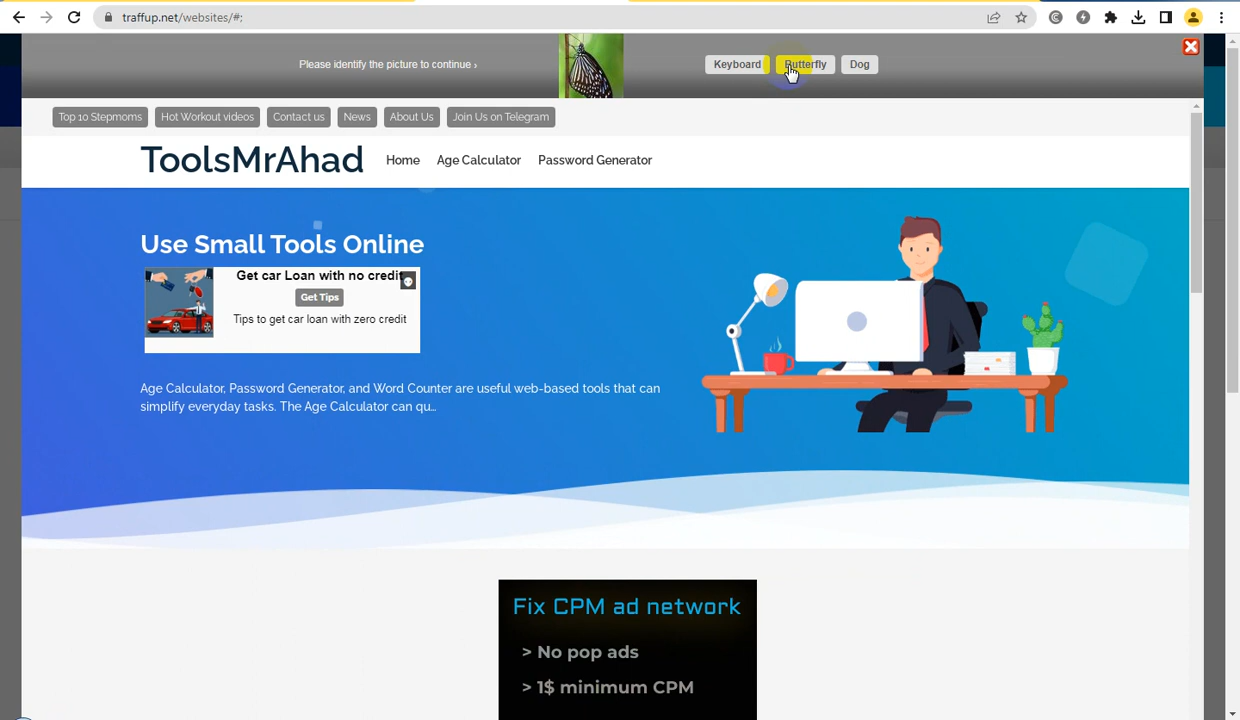 traffup.net/websites/#;
Please identify the picture to continue ›
Keyboard Butterfly Dog
Top 10 Stepmoms Hot Workout videos Contact us News About Us Join Us on Telegram
ToolsMrAhad Home Age Calculator Password Generator
Use Small Tools Online
Get car Loan with no credit
Get Tips
Tips to get car loan with zero credit
Age Calculator, Password Generator, and Word Counter are useful web-based tools that can
simplify everyday tasks. The Age Calculator can qu...
Fix CPM ad network
> No pop ads
> 1$ minimum CPM